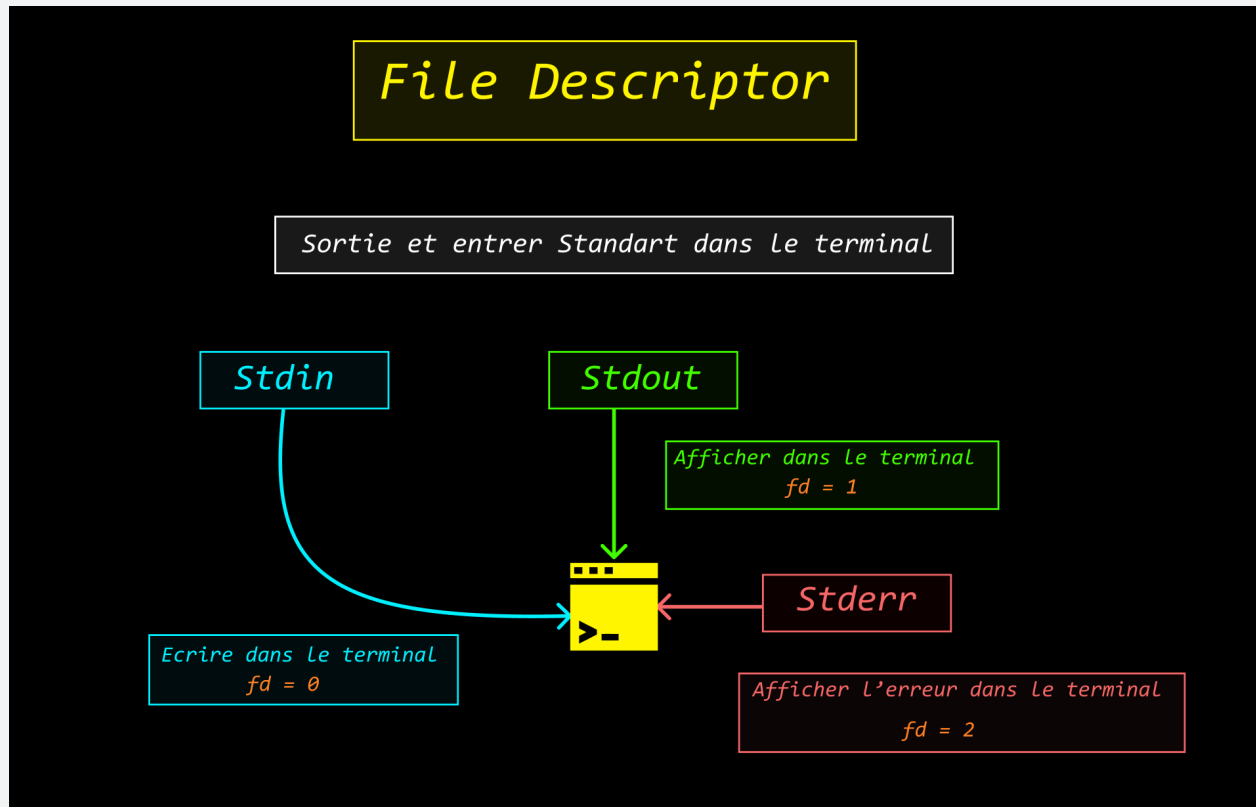 File Descriptor
Sortie et entrer Standart dans le terminal
Stdin
Stdout
Afficher dans le terminal
fd = 1
Stderr
Ecrire dans le terminal
fd = 0
Afficher l'erreur dans le terminal
fd = 2
>_